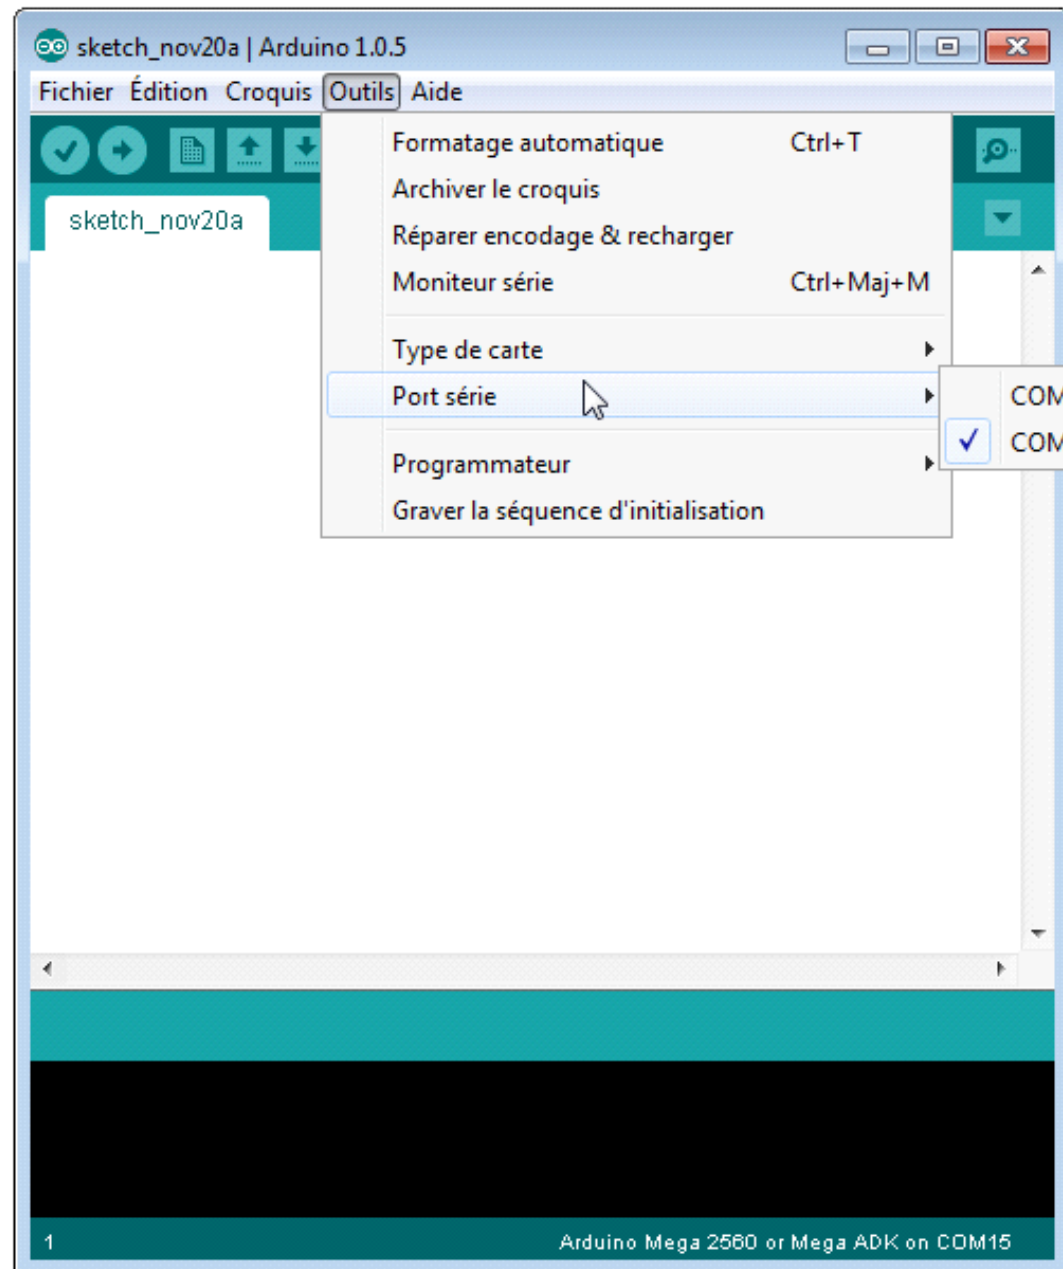 sketch_nov20a | Arduino 1.0.5
Fichier Édition Croquis Outils Aide
Formatage automatique Ctrl+T
Archiver le croquis
sketch_nov20a
Réparer encodage & recharger
Moniteur série Ctrl+Maj+M
Type de carte
Port série
COM
COM
Programmateur
Graver la séquence d'initialisation
1 Arduino Mega 2560 or Mega ADK on COM15